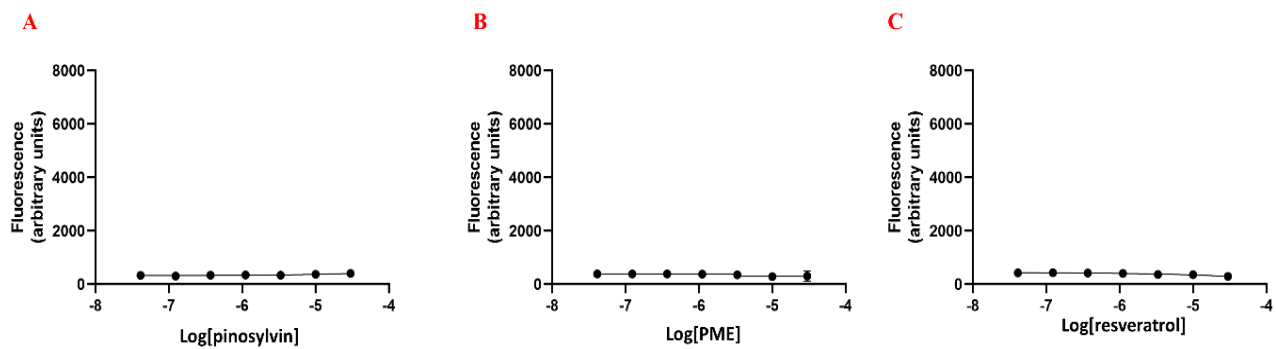 A
B
C
8000
6000
4000
2000
0
Fluorescence
(arbitrary units)
-8
-7
-6
-5
-4
Log[pinosylvin]
8000
6000
4000
2000
0
Fluorescence
(arbitrary units)
-8
-7
-6
-5
-4
Log[PME]
8000
6000
4000
2000
0
Fluorescence
(arbitrary units)
-8
-7
-6
-5
-4
Log[resveratrol]